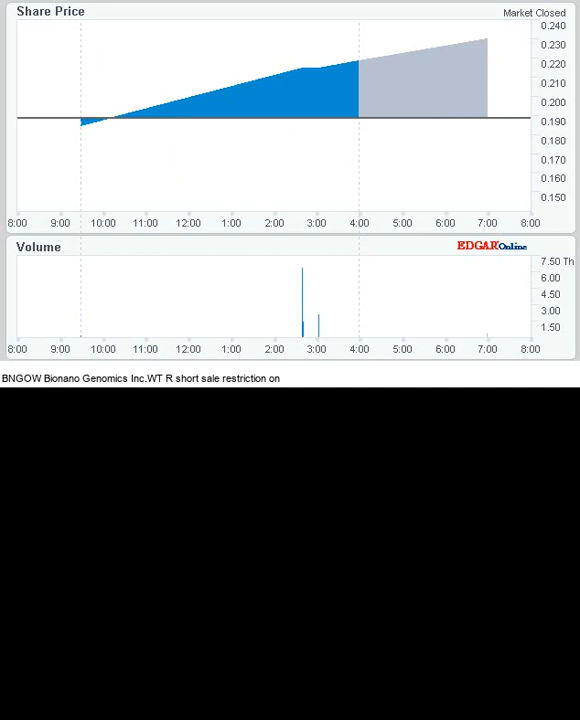 Share Price
Market Closed
0.240
0.230
0.220
0.210
0.200
0.190
0.180
0.170
0.160
0.150
8:00 9:00 10:00 11:00 12:00 1:00 2:00 3:00 4:00 5:00 6:00 7:00 8:00
Volume
EDGAROnline
7.50 Th
6.00
4.50
3.00
1.50
8:00 9:00 10:00 11:00 12:00 1:00 2:00 3:00 4:00 5:00 6:00 7:00 8:00
BNGOW Bionano Genomics Inc.WT R short sale restriction on